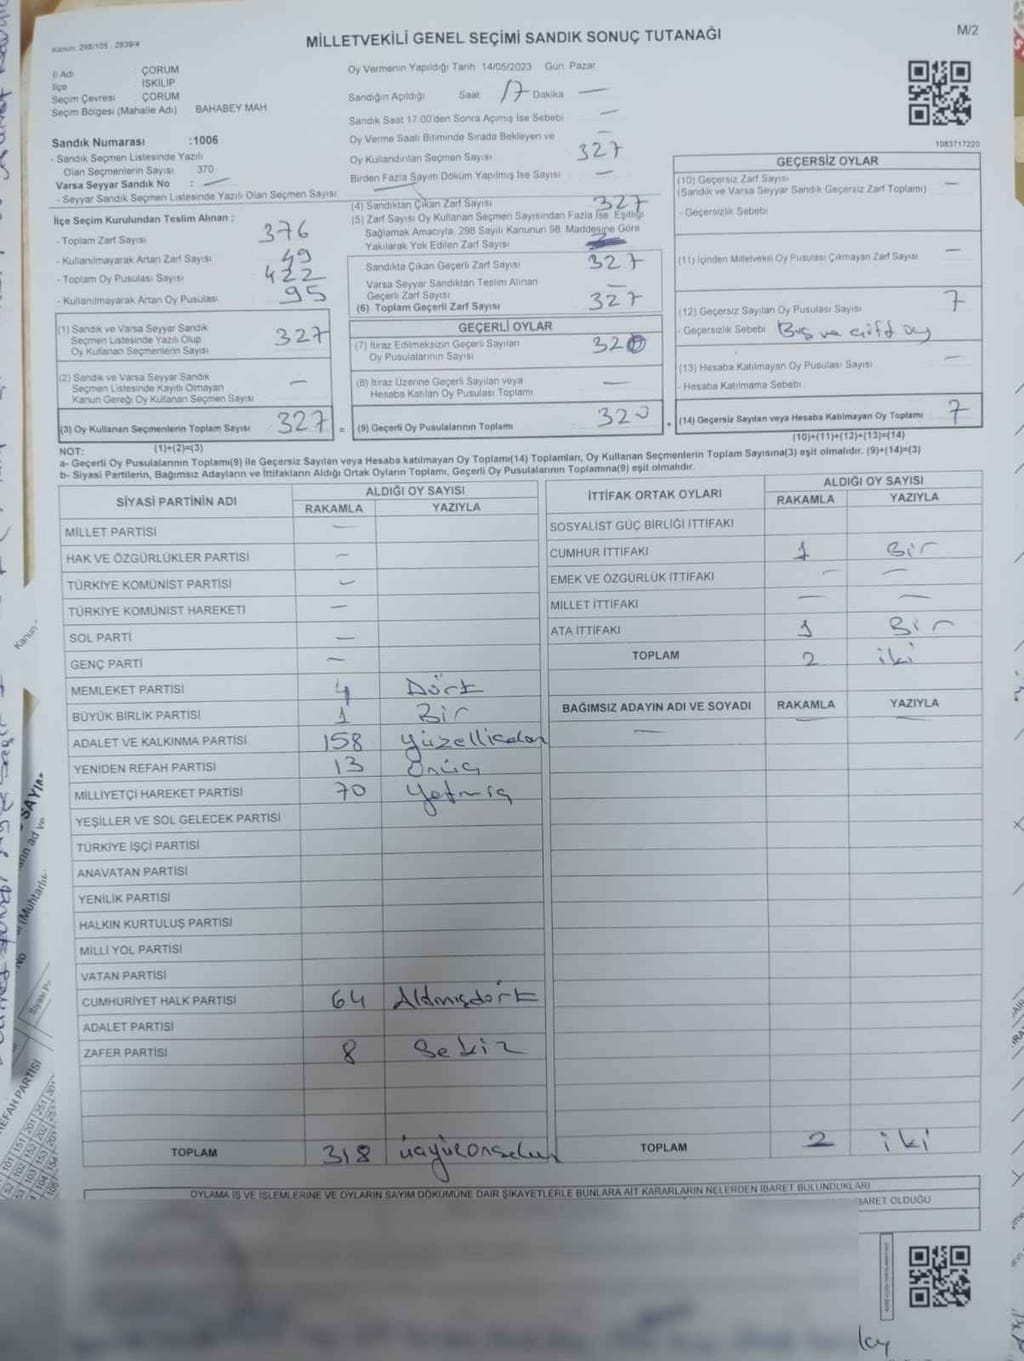 Kanun: 298/105 , 2839/4
MİLLETVEKİLİ GENEL SEÇİMİ SANDIK SONUÇ TUTANAĞI
M/2
İl Adı ÇORUM
İlçe İSKİLİP
Seçim Çevresi ÇORUM
Seçim Bölgesi (Mahalle Adı) BAHABEY MAH
Sandık Numarası :1006
- Sandık Seçmen Listesinde Yazılı
Olan Seçmenlerin Sayısı 370
Varsa Seyyar Sandık No :
- Seyyar Sandık Seçmen Listesinde Yazılı Olan Seçmen Sayısı
Oy Vermenin Yapıldığı Tarih 14/05/2023 Gün Pazar
Sandığın Açıldığı Saat 17 Dakika —
Sandık Saat 17.00'den Sonra Açılmış İse Sebebi —
Oy Verme Saati Bitiminde Sırada Bekleyen ve —
Oy Kullandırılan Seçmen Sayısı 327
Birden Fazla Sayım Döküm Yapılmış İse Sayısı —
1083717220
İlçe Seçim Kurulundan Teslim Alınan ;
- Toplam Zarf Sayısı 376
- Kullanılmayarak Artan Zarf Sayısı 49
- Toplam Oy Pusulası Sayısı 422
- Kullanılmayarak Artan Oy Pusulası 95
(4) Sandıktan Çıkan Zarf Sayısı 327
(5) Zarf Sayısı Oy Kullanan Seçmen Sayısından Fazla İse, Eşitliği
Sağlamak Amacıyla, 298 Sayılı Kanunun 98. Maddesine Göre
Yakılarak Yok Edilen Zarf Sayısı
Sandıkta Çıkan Geçerli Zarf Sayısı 327
Varsa Seyyar Sandıktan Teslim Alınan
Geçerli Zarf Sayısı —
(6) Toplam Geçerli Zarf Sayısı 327
GEÇERSİZ OYLAR
(10) Geçersiz Zarf Sayısı —
(Sandık ve Varsa Seyyar Sandık Geçersiz Zarf Toplamı)
- Geçersizlik Sebebi
(11) İçinden Milletvekili Oy Pusulası Çıkmayan Zarf Sayısı —
(12) Geçersiz Sayılan Oy Pusulası Sayısı 7
- Geçersizlik Sebebi Boş ve çift oy
(13) Hesaba Katılmayan Oy Pusulası Sayısı —
- Hesaba Katılmama Sebebi
(14) Geçersiz Sayılan veya Hesaba Katılmayan Oy Toplamı 7
(10)+(11)+(12)+(13)=(14)
(1) Sandık ve Varsa Seyyar Sandık
Seçmen Listesinde Yazılı Olup
Oy Kullanan Seçmenlerin Sayısı 327
(2) Sandık ve Varsa Seyyar Sandık
Seçmen Listesinde Kayıtlı Olmayan
Kanun Gereği Oy Kullanan Seçmen Sayısı —
(3) Oy Kullanan Seçmenlerin Toplam Sayısı 327 =
(1)+(2)=(3)
GEÇERLİ OYLAR
(7) İtiraz Edilmeksizin Geçerli Sayılan
Oy Pusulalarının Sayısı 320
(8) İtiraz Üzerine Geçerli Sayılan veya
Hesaba Katılan Oy Pusulası Toplamı —
(9) Geçerli Oy Pusulalarının Toplamı 320 +
NOT:
a- Geçerli Oy Pusulalarının Toplamı(9) ile Geçersiz Sayılan veya Hesaba katılmayan Oy Toplamı(14) Toplamları, Oy Kullanan Seçmenlerin Toplam Sayısına(3) eşit olmalıdır. (9)+(14)=(3)
b- Siyasi Partilerin, Bağımsız Adayların ve İttifakların Aldığı Ortak Oyların Toplamı, Geçerli Oy Pusulalarının Toplamına(9) eşit olmalıdır.
SİYASİ PARTİNİN ADI ALDIĞI OY SAYISI
RAKAMLA YAZIYLA
MİLLET PARTİSİ —
HAK VE ÖZGÜRLÜKLER PARTİSİ —
TÜRKİYE KOMÜNİST PARTİSİ —
TÜRKİYE KOMÜNİST HAREKETİ —
SOL PARTİ —
GENÇ PARTİ —
MEMLEKET PARTİSİ 4 Dört
BÜYÜK BİRLİK PARTİSİ 1 Bir
ADALET VE KALKINMA PARTİSİ 158 yüzellisekiz
YENİDEN REFAH PARTİSİ 13 Onüç
MİLLİYETÇİ HAREKET PARTİSİ 70 Yetmiş
YEŞİLLER VE SOL GELECEK PARTİSİ
TÜRKİYE İŞÇİ PARTİSİ
ANAVATAN PARTİSİ
YENİLİK PARTİSİ
HALKIN KURTULUŞ PARTİSİ
MİLLİ YOL PARTİSİ
VATAN PARTİSİ
CUMHURİYET HALK PARTİSİ 64 Altmışdört
ADALET PARTİSİ
ZAFER PARTİSİ 8 Sekiz
TOPLAM 318 üçyüzonsekiz
İTTİFAK ORTAK OYLARI ALDIĞI OY SAYISI
RAKAMLA YAZIYLA
SOSYALİST GÜÇ BİRLİĞİ İTTİFAKI
CUMHUR İTTİFAKI 1 Bir
EMEK VE ÖZGÜRLÜK İTTİFAKI — —
MİLLET İTTİFAKI — —
ATA İTTİFAKI 1 Bir
TOPLAM 2 iki
BAĞIMSIZ ADAYIN ADI VE SOYADI RAKAMLA YAZIYLA
— — —
TOPLAM 2 iki
OYLAMA İŞ VE İŞLEMLERİNE VE OYLARIN SAYIM DÖKÜMÜNE DAİR ŞİKAYETLERLE BUNLARA AİT KARARLARIN NELERDEN İBARET BULUNDUKLARI
BARET OLDUĞU